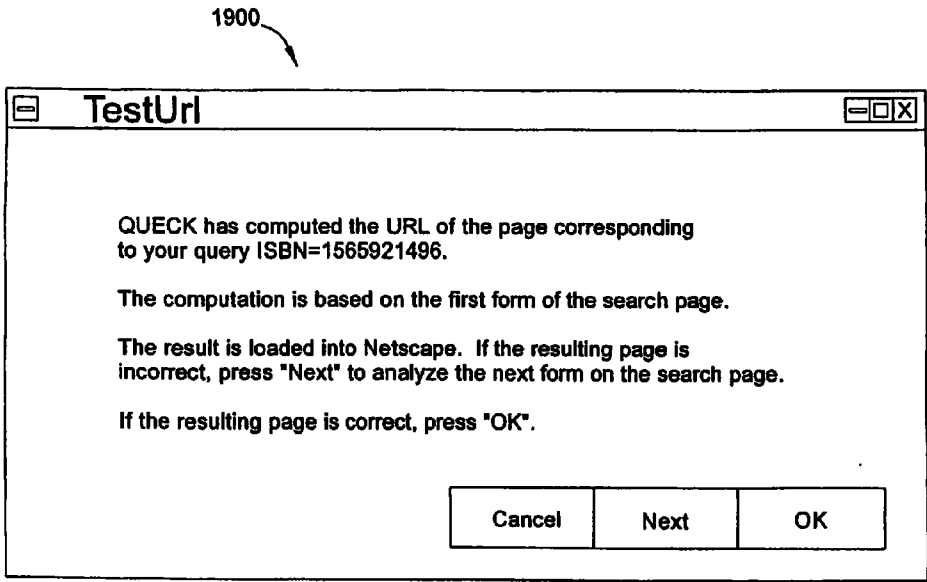 1900
TestUrl
QUECK has computed the URL of the page corresponding
to your query ISBN=1565921496.
The computation is based on the first form of the search page.
The result is loaded into Netscape. If the resulting page is
incorrect, press "Next" to analyze the next form on the search page.
If the resulting page is correct, press "OK".
Cancel Next OK